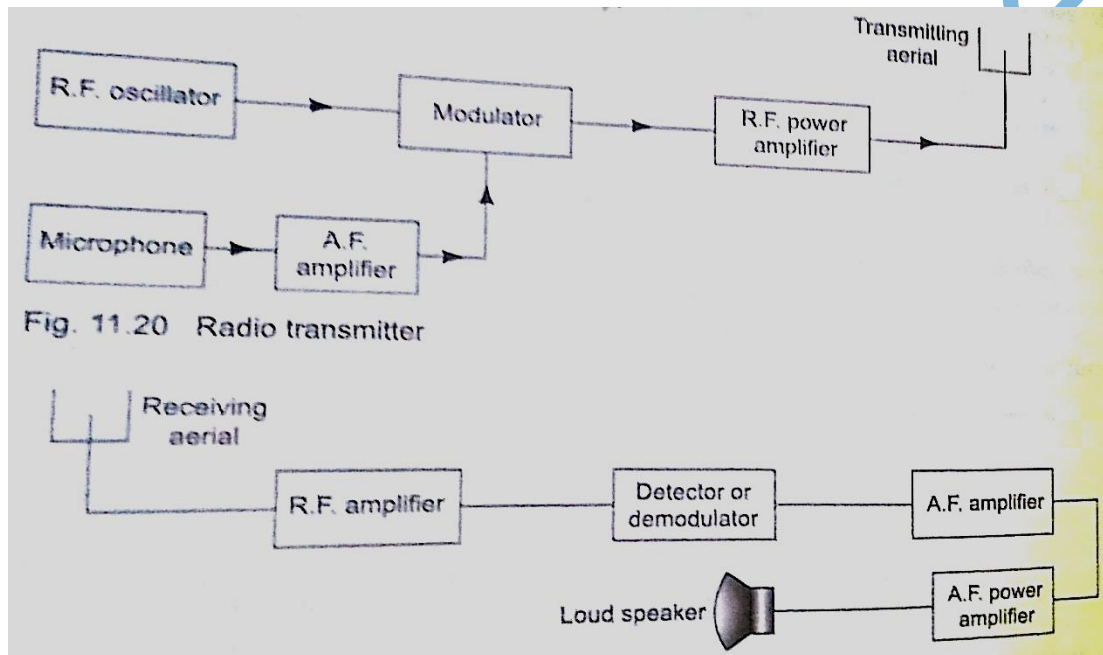 Transmitting
aerial
R.F. oscillator
Modulator
R.F. power
amplifier
Microphone
A.F.
amplifier
Fig. 11.20 Radio transmitter
Receiving
aerial
R.F. amplifier
Detector or
demodulator
A.F. amplifier
Loud speaker
A.F. power
amplifier